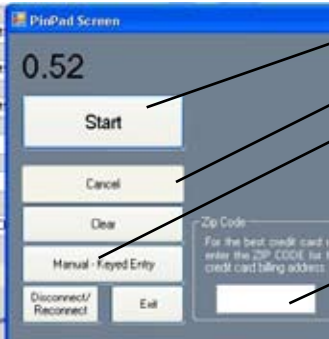 PinPad Screen
0.52
Start
Cancel
Clear
Manual - Keyed Entry
Disconnect/
Reconnect
Exit
Zip Code
For the best credit card
enter the ZIP CODE for
credit card billing address.